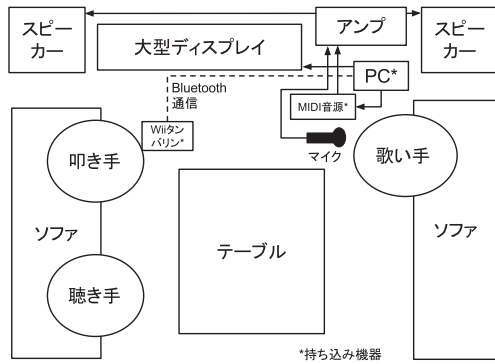 スピー
カー
アンプ
スピー
カー
大型ディスプレイ
PC*
Bluetooth
通信
MIDI音源*
Wiiタン
バリン*
マイク
叩き手
歌い手
ソファ
テーブル
ソファ
聴き手
*持ち込み機器